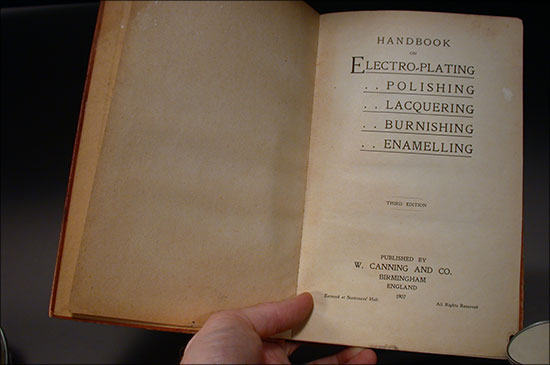 HANDBOOK
ON
ELECTRO-PLATING
. . POLISHING
. . LACQUERING
. . BURNISHING
. . ENAMELLING
THIRD EDITION
PUBLISHED BY
W. CANNING AND CO.
BIRMINGHAM
ENGLAND
Entered at Stationers' Hall. 1907 All Rights Reserved